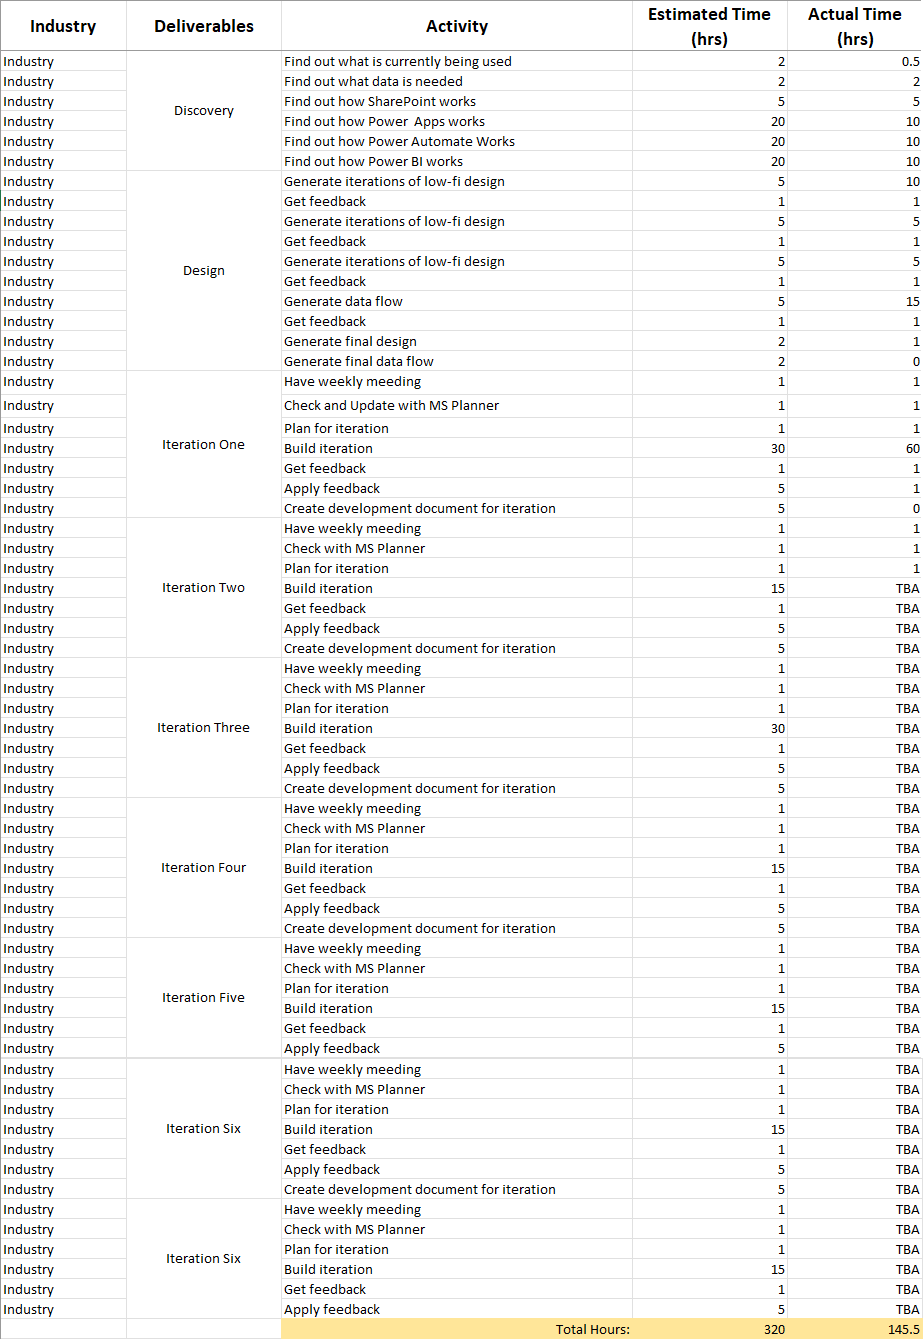 Industry Deliverables Activity Estimated Time (hrs) Actual Time (hrs)
Industry Discovery Find out what is currently being used 2 0.5
Industry Find out what data is needed 2 2
Industry Find out how SharePoint works 5 5
Industry Find out how Power  Apps works 20 10
Industry Find out how Power Automate Works 20 10
Industry Find out how Power BI works 20 10
Industry Design Generate iterations of low-fi design 5 10
Industry Get feedback 1 1
Industry Generate iterations of low-fi design 5 5
Industry Get feedback 1 1
Industry Generate iterations of low-fi design 5 5
Industry Get feedback 1 1
Industry Generate data flow 5 15
Industry Get feedback 1 1
Industry Generate final design 2 1
Industry Generate final data flow 2 0
Industry Iteration One Have weekly meeding 1 1
Industry Check and Update with MS Planner 1 1
Industry Plan for iteration 1 1
Industry Build iteration 30 60
Industry Get feedback 1 1
Industry Apply feedback 5 1
Industry Create development document for iteration 5 0
Industry Iteration Two Have weekly meeding 1 1
Industry Check with MS Planner 1 1
Industry Plan for iteration 1 1
Industry Build iteration 15 TBA
Industry Get feedback 1 TBA
Industry Apply feedback 5 TBA
Industry Create development document for iteration 5 TBA
Industry Iteration Three Have weekly meeding 1 TBA
Industry Check with MS Planner 1 TBA
Industry Plan for iteration 1 TBA
Industry Build iteration 30 TBA
Industry Get feedback 1 TBA
Industry Apply feedback 5 TBA
Industry Create development document for iteration 5 TBA
Industry Iteration Four Have weekly meeding 1 TBA
Industry Check with MS Planner 1 TBA
Industry Plan for iteration 1 TBA
Industry Build iteration 15 TBA
Industry Get feedback 1 TBA
Industry Apply feedback 5 TBA
Industry Create development document for iteration 5 TBA
Industry Iteration Five Have weekly meeding 1 TBA
Industry Check with MS Planner 1 TBA
Industry Plan for iteration 1 TBA
Industry Build iteration 15 TBA
Industry Get feedback 1 TBA
Industry Apply feedback 5 TBA
Industry Iteration Six Have weekly meeding 1 TBA
Industry Check with MS Planner 1 TBA
Industry Plan for iteration 1 TBA
Industry Build iteration 15 TBA
Industry Get feedback 1 TBA
Industry Apply feedback 5 TBA
Industry Create development document for iteration 5 TBA
Industry Iteration Six Have weekly meeding 1 TBA
Industry Check with MS Planner 1 TBA
Industry Plan for iteration 1 TBA
Industry Build iteration 15 TBA
Industry Get feedback 1 TBA
Industry Apply feedback 5 TBA
Total Hours: 320 145.5